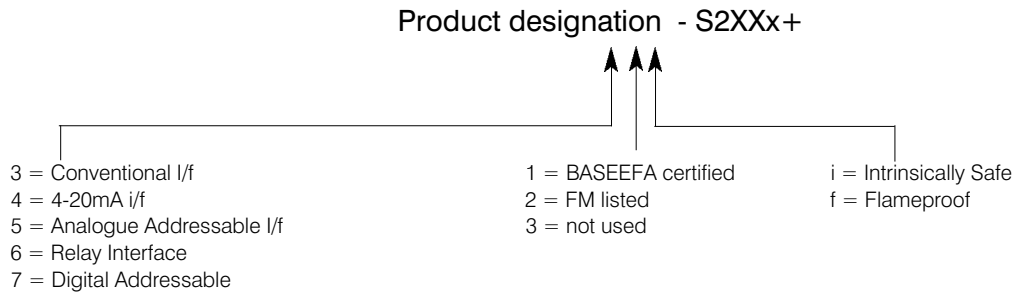 Product designation - S2XXx+
3 = Conventional I/f
4 = 4-20mA i/f
5 = Analogue Addressable I/f
6 = Relay Interface
7 = Digital Addressable
1 = BASEEFA certified
2 = FM listed
3 = not used
i = Intrinsically Safe
f = Flameproof